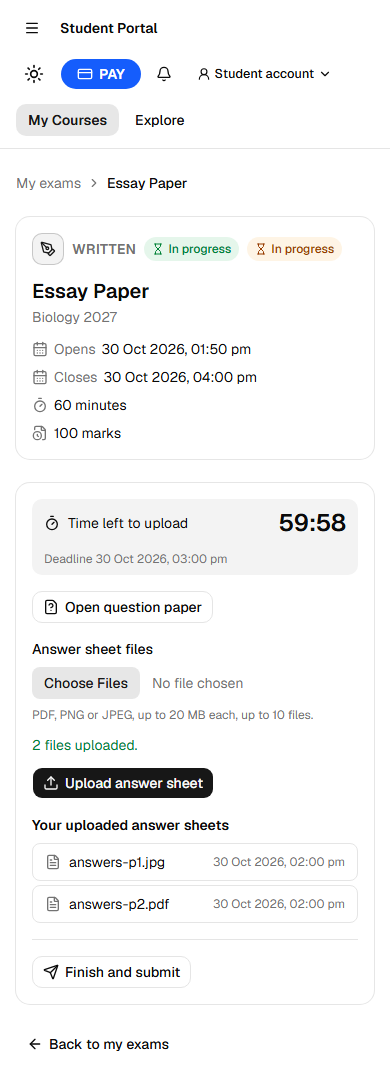 Student Portal
PAY
Student account
My Courses
Explore
My exams
Essay Paper
WRITTEN
In progress
In progress
Essay Paper
Biology 2027
Opens 30 Oct 2026, 01:50 pm
Closes 30 Oct 2026, 04:00 pm
60 minutes
100 marks
Time left to upload
59:58
Deadline 30 Oct 2026, 03:00 pm
Open question paper
Answer sheet files
Choose Files
No file chosen
PDF, PNG or JPEG, up to 20 MB each, up to 10 files.
2 files uploaded.
Upload answer sheet
Your uploaded answer sheets
answers-p1.jpg
30 Oct 2026, 02:00 pm
answers-p2.pdf
30 Oct 2026, 02:00 pm
Finish and submit
Back to my exams